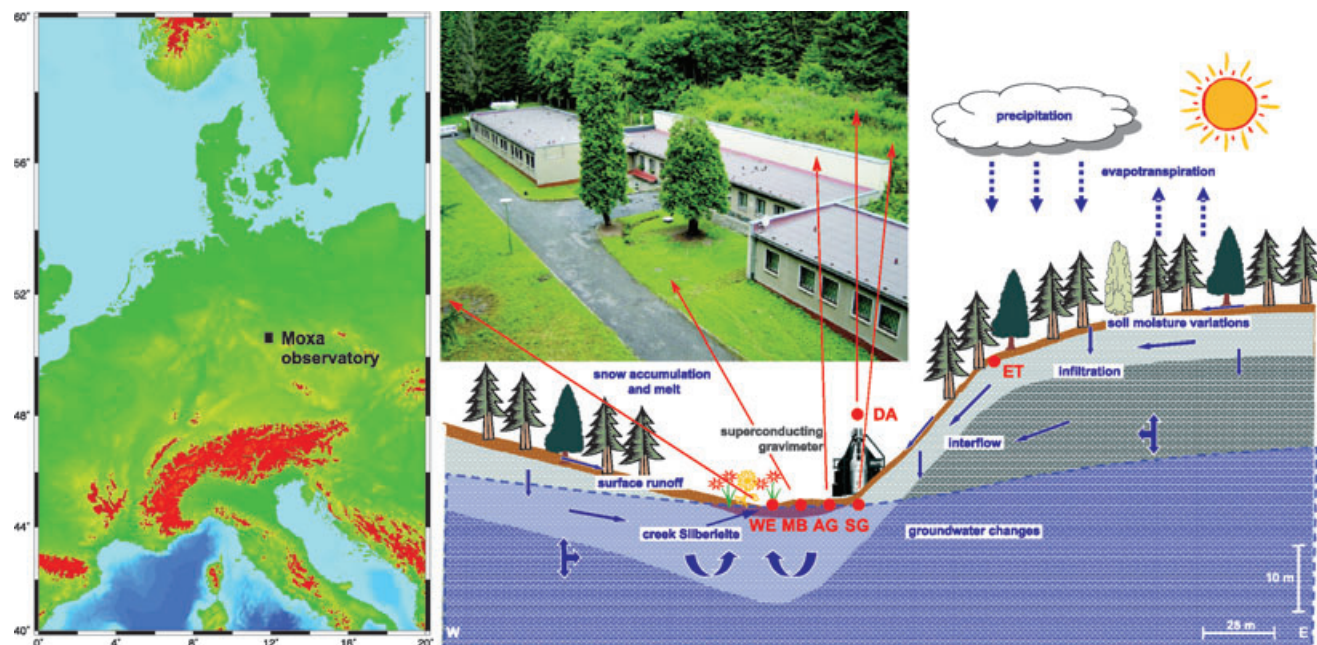 60°
56°
52°
48°
44°
40°
0°
4°
8°
12°
16°
20°
Moxa
observatory
precipitation
evapotranspiration
soil moisture variations
ET
infiltration
interflow
snow accumulation
and melt
DA
superconducting
gravimeter
surface runoff
WE MB AG SG
creek Silberleite
groundwater changes
10 m
25 m
W
E